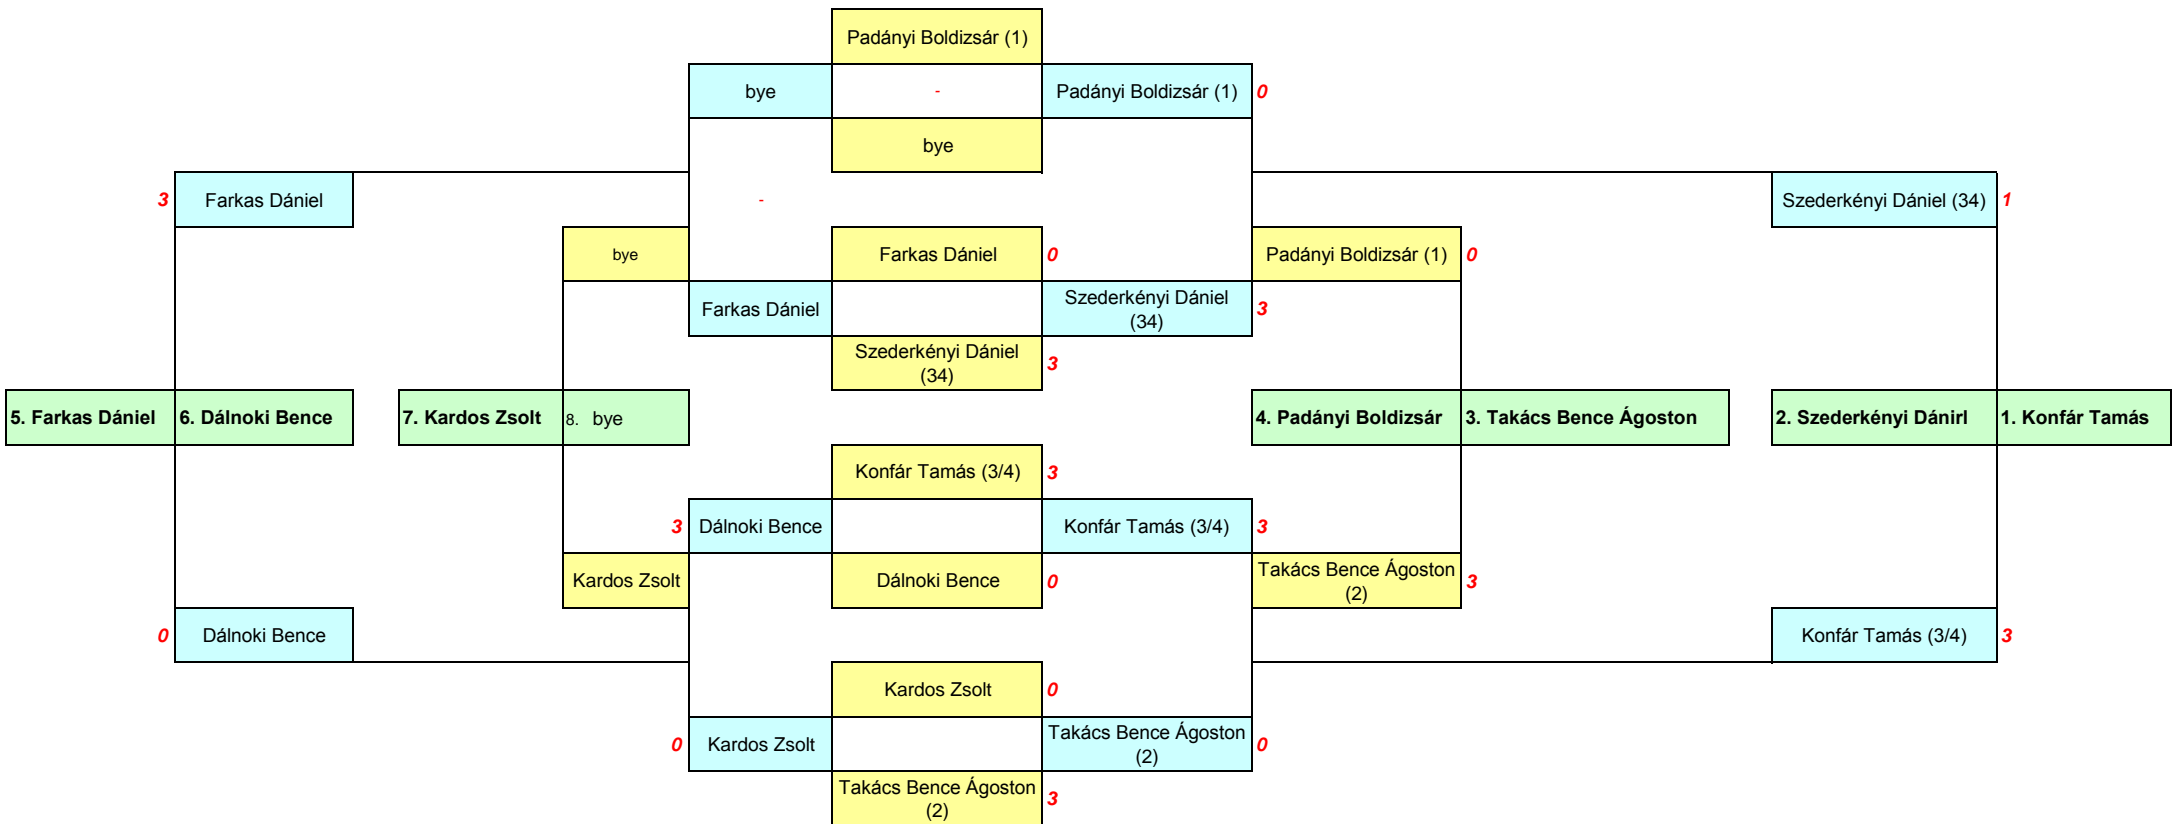 Padányi Boldizsár (1)
bye
-
Padányi Boldizsár (1)
0
bye
3
Farkas Dániel
-
Szederkényi Dániel (34)
1
bye
Farkas Dániel
0
Padányi Boldizsár (1)
0
Farkas Dániel
Szederkényi Dániel
(34)
3
Szederkényi Dániel
(34)
3
5. Farkas Dániel
6. Dálnoki Bence
7. Kardos Zsolt
8. bye
4. Padányi Boldizsár
3. Takács Bence Ágoston
2. Szederkényi Dánirl
1. Konfár Tamás
Konfár Tamás (3/4)
3
3
Dálnoki Bence
Konfár Tamás (3/4)
3
Kardos Zsolt
Dálnoki Bence
0
Takács Bence Ágoston
(2)
3
0
Dálnoki Bence
Konfár Tamás (3/4)
3
Kardos Zsolt
0
0
Kardos Zsolt
Takács Bence Ágoston
(2)
0
Takács Bence Ágoston
(2)
3